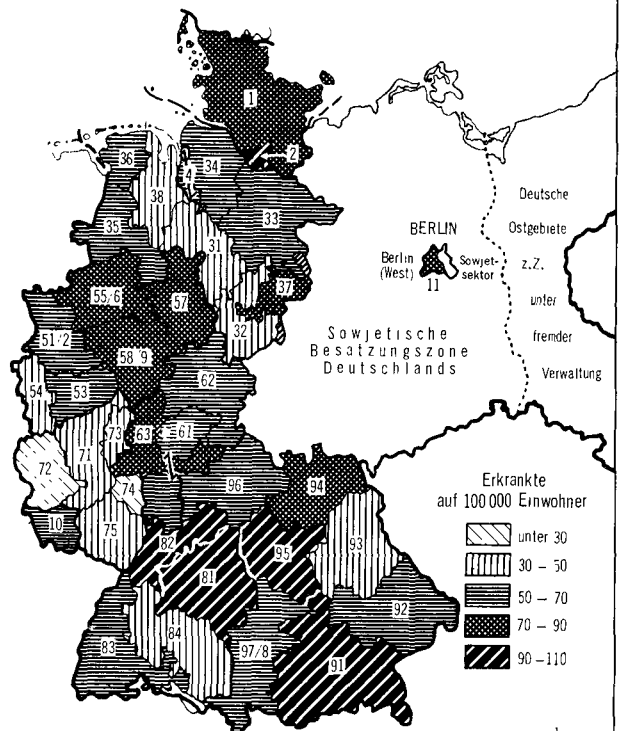 1
2
36
4
34
38
33
35
31
55/6
57
37
32
51/2
58/9
62
54
53
73
63
61
71
72
74
96
94
10
75
82
95
93
81
92
84
83
97/8
91
BERLIN
Berlin
(West)
Sowjet-
sektor
11
Deutsche
Ostgebiete
z.Z.
unter
fremder
Verwaltung
Sowjetische
Besatzungszone
Deutschlands
Erkrankte
auf 100 000 Einwohner
unter 30
30 – 50
50 – 70
70 – 90
90 – 110